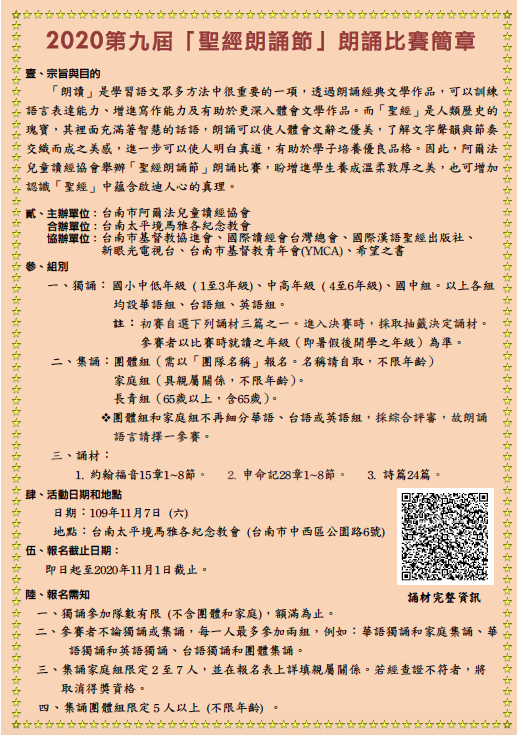 2020第九屆「聖經朗誦節」朗誦比賽簡章
壹、宗旨與目的
「朗讀」是學習語文眾多方法中很重要的一項，透過朗誦經典文學作品，可以訓練
語言表達能力、增進寫作能力及有助於更深入體會文學作品。而「聖經」是人類歷史的
瑰寶，其裡面充滿著智慧的話語，朗誦可以使人體會文辭之優美，了解文字聲韻與節奏
交織而成之美感，進一步可以使人明白真道，有助於學子培養優良品格。因此，阿爾法
兒童讀經協會舉辦「聖經朗誦節」朗誦比賽，盼增進學生養成溫柔敦厚之美，也可增加
認識「聖經」中蘊含啟迪人心的真理。
貳、主辦單位：台南市阿爾法兒童讀經協會
合辦單位：台南太平境馬雅各紀念教會
協辦單位：台南市基督教協進會、國際讀經會台灣總會、國際漢語聖經出版社、
新眼光電視台、台南市基督教青年會(YMCA)、希望之書
參、組別
一、獨誦：國小中低年級（1至3年級)、中高年級（4至6年級)、國中組。以上各組
均設華語組、台語組、英語組。
註：初賽自選下列誦材三篇之一。進入決賽時，採取抽籤決定誦材。
參賽者以比賽時就讀之年級（即暑假後開學之年級）為準。
二、集誦：團體組（需以「團隊名稱」報名。名稱請自取，不限年齡）
家庭組（具親屬關係，不限年齡)。
長青組（65歲以上，含65歲)。
❖團體組和家庭組不再細分華語、台語或英語組，採綜合評審，故朗誦
語言請擇一參賽。
三、誦材：
1. 約翰福音15章1~8節。 2. 申命記28章1~8節。 3. 詩篇24篇。
肆、活動日期和地點
日期：109年11月7日 (六)
地點：台南太平境馬雅各紀念教會 (台南市中西區公園路6號)
伍、報名截止日期：
即日起至2020年11月1日截止。
誦材完整資訊
陸、報名需知
一、獨誦參加隊數有限 (不含團體和家庭)，額滿為止。
二、參賽者不論獨誦或集誦，每一人最多參加兩組，例如：華語獨誦和家庭集誦、華
語獨誦和英語獨誦、台語獨誦和團體集誦。
三、集誦家庭組限定２至７人，並在報名表上詳填親屬關係。若經查證不符者，將
取消得獎資格。
四、集誦團體組限定５人以上 (不限年齡) 。